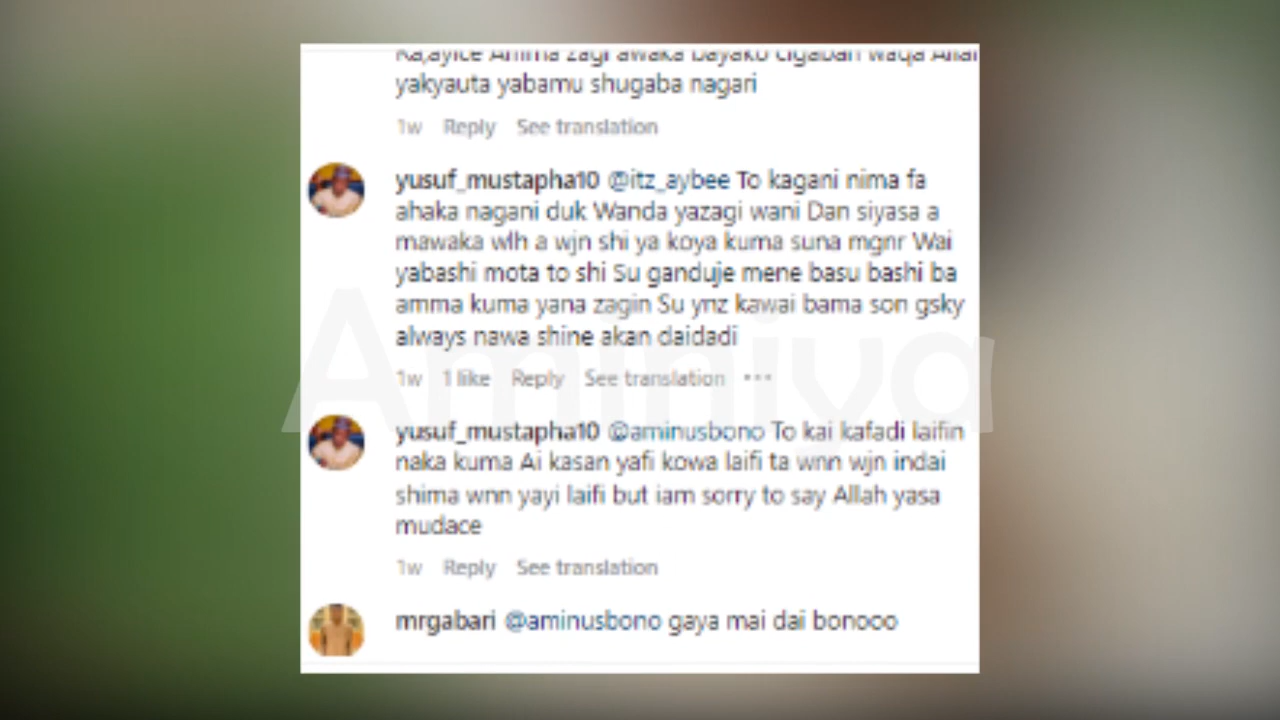 Ka,ayice Amma zagi awaka bayako cigaban waqa Allah
yakyauta yabamu shugaba nagari
1w Reply See translation
yusuf_mustapha10 @itz_aybee To kagani nima fa
ahaka nagani duk Wanda yazagi wani Dan siyasa a
mawaka wlh a wjn shi ya koya kuma suna mgnr Wai
yabashi mota to shi Su ganduje mene basu bashi ba
amma kuma yana zagin Su ynz kawai bama son gsky
always nawa shine akan daidadi
1w 1 like Reply See translation ...
yusuf_mustapha10 @aminusbono To kai kafadi laifin
naka kuma Ai kasan yafi kowa laifi ta wnn wjn indai
shima wnn yayi laifi but iam sorry to say Allah yasa
mudace
1w Reply See translation
mrgabari @aminusbono gaya mai dai bonooo
Aminiya